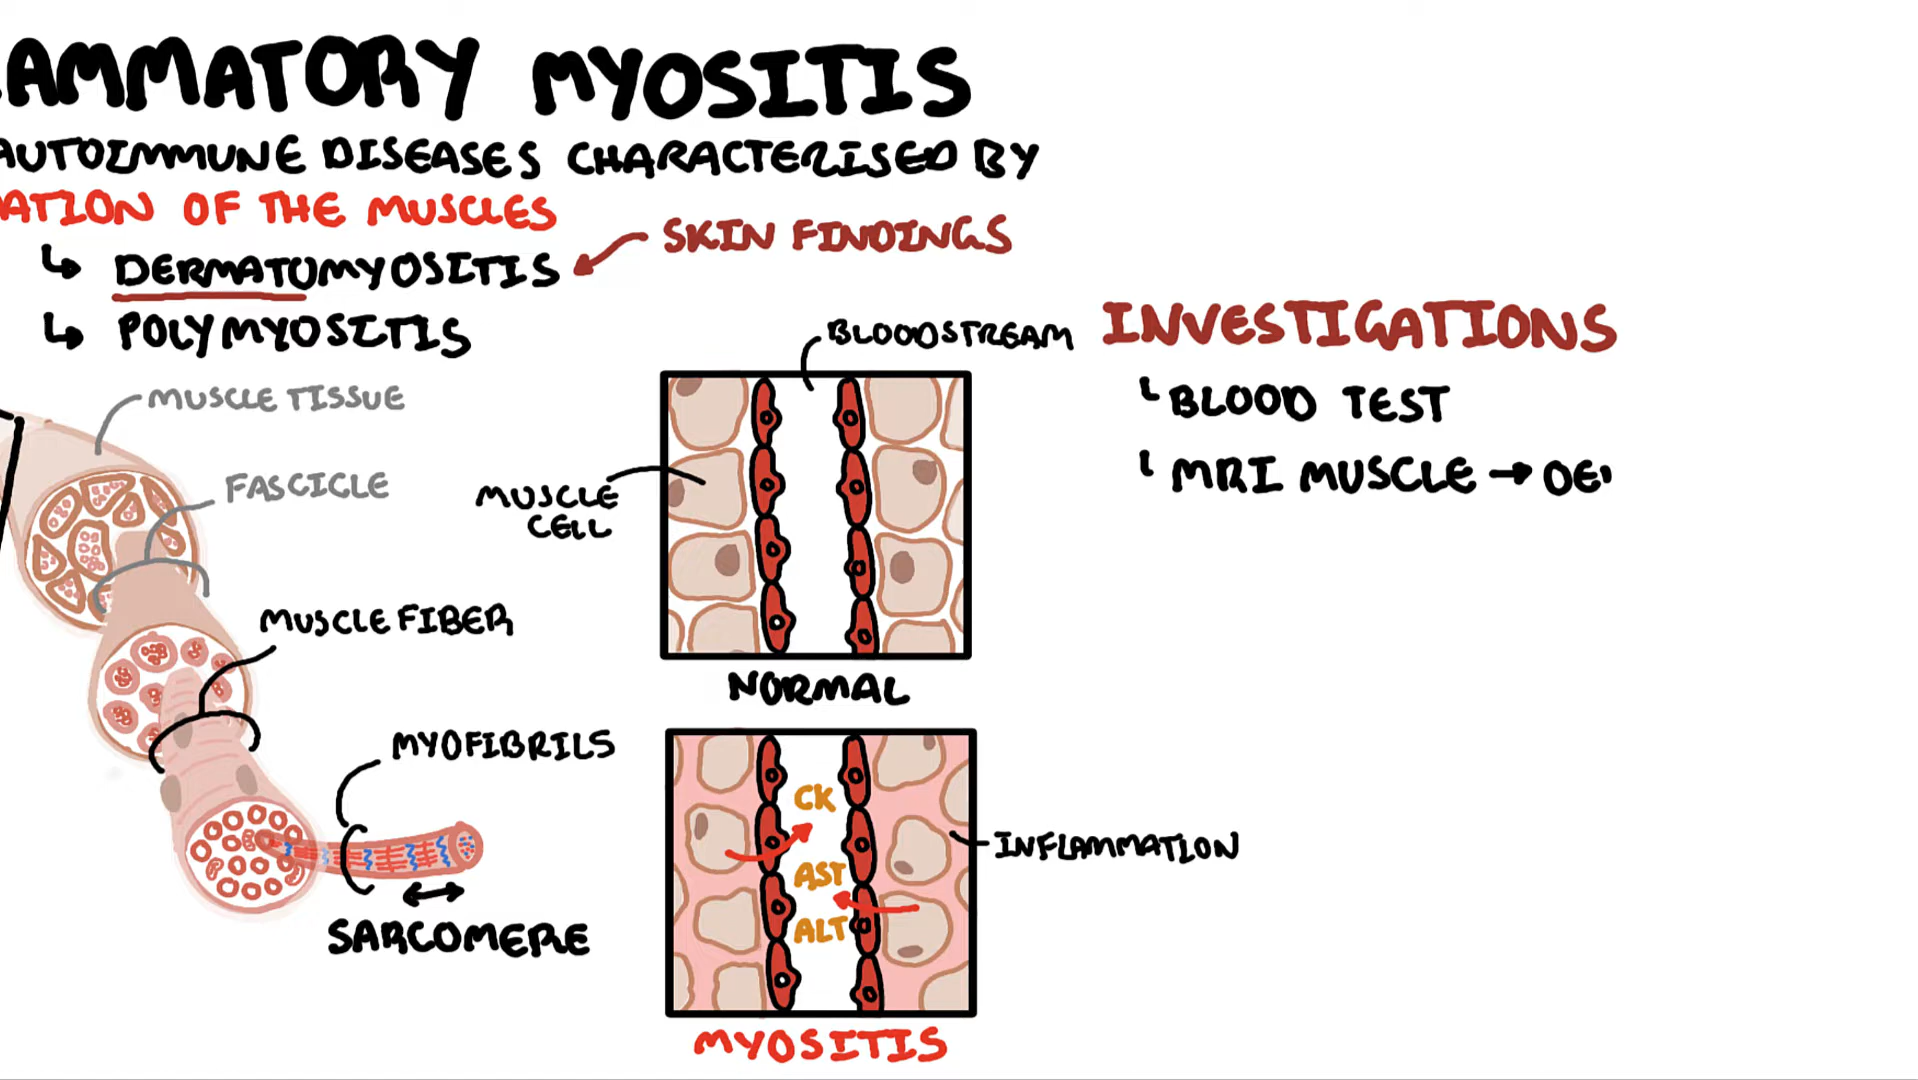 AMMATORY MYOSITIS
AUTOIMMUNE DISEASES CHARACTERISED BY
ATION OF THE MUSCLES
SKIN FINDINGS
↳ DERMATOMYOSITIS
↳ POLYMYOSITIS
MUSCLE TISSUE
FASCICLE
MUSCLE FIBER
MYOFIBRILS
SARCOMERE
BLOODSTREAM
MUSCLE
CELL
NORMAL
CK
AST
ALT
INFLAMMATION
MYOSITIS
INVESTIGATIONS
BLOOD TEST
MRI MUSCLE → OE